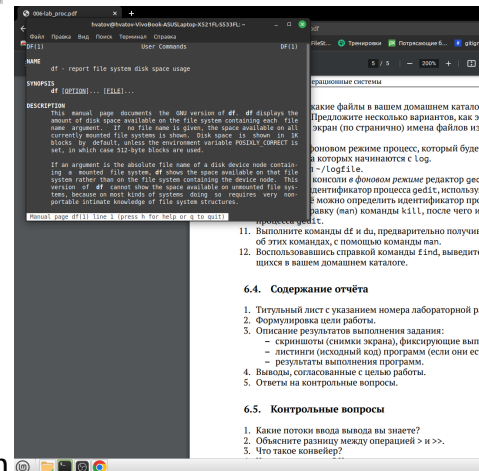 006-lab_proc.pdf
hvatov@hvatov-VivoBook-ASUSLaptop-X521FL-S533FL: ~
Файл Правка Вид Поиск Терминал Справка
DF(1) User Commands DF(1)
NAME
df - report file system disk space usage
SYNOPSIS
df [OPTION]... [FILE]...
DESCRIPTION
This manual page documents the GNU version of df. df displays the
amount of disk space available on the file system containing each file
name argument. If no file name is given, the space available on all
currently mounted file systems is shown. Disk space is shown in 1K
blocks by default, unless the environment variable POSIXLY_CORRECT is
set, in which case 512-byte blocks are used.
If an argument is the absolute file name of a disk device node contain-
ing a mounted file system, df shows the space available on that file
system rather than on the file system containing the device node. This
version of df cannot show the space available on unmounted file sys-
tems, because on most kinds of systems doing so requires very non-
portable intimate knowledge of file system structures.
Manual page df(1) line 1 (press h for help or q to quit)
pdf
FileSt... Тренировки Потрясающие б... gitign
5 / 5 200%
ерационные системы
какие файлы в вашем домашнем катало
Предложите несколько вариантов, как э
экран (по странично) имена файлов из
фоновом режиме процесс, который буде
а которых начинаются с log.
~/logfile.
консоли в фоновом режиме редактор ged
дентификатор процесса gedit, использу
ё можно определить идентификатор про
равку (man) команды kill, после чего и
процесса gedit.
11. Выполните команды df и du, предварительно получив
об этих командах, с помощью команды man.
12. Воспользовавшись справкой команды find, выведите
щихся в вашем домашнем каталоге.
6.4. Содержание отчёта
1. Титульный лист с указанием номера лабораторной р
2. Формулировка цели работы.
3. Описание результатов выполнения задания:
– скриншоты (снимки экрана), фиксирующие вып
– листинги (исходный код) программ (если они ес
– результаты выполнения программ.
4. Выводы, согласованные с целью работы.
5. Ответы на контрольные вопросы.
6.5. Контрольные вопросы
1. Какие потоки ввода вывода вы знаете?
2. Объясните разницу между операцией > и >>.
3. Что такое конвейер?